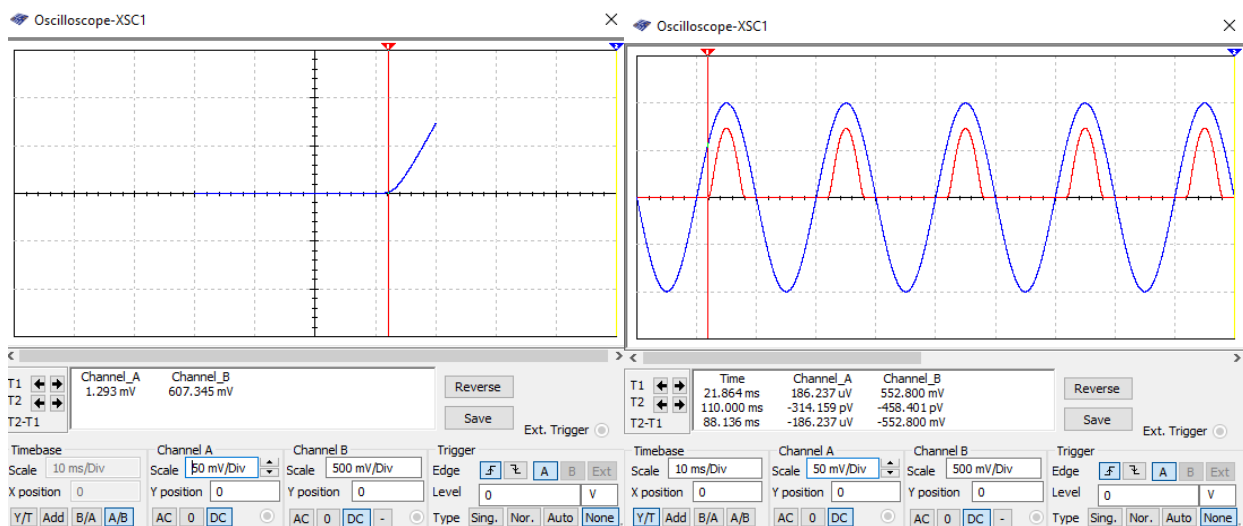 Oscilloscope-XSC1
Channel_A Channel_B
T1 1.293 mV 607.345 mV
T2
T2-T1
Reverse
Save
Ext. Trigger
Timebase Channel A Channel B Trigger
Scale 10 ms/Div Scale 50 mV/Div Scale 500 mV/Div Edge A B Ext
X position 0 Y position 0 Y position 0 Level 0 V
Y/T Add B/A A/B AC 0 DC AC 0 DC - Type Sing. Nor. Auto None
Oscilloscope-XSC1
Time Channel_A Channel_B
T1 21.864 ms 186.237 uV 552.800 mV
T2 110.000 ms -314.159 pV -458.401 pV
T2-T1 88.136 ms -186.237 uV -552.800 mV
Reverse
Save
Ext. Trigger
Timebase Channel A Channel B Trigger
Scale 10 ms/Div Scale 50 mV/Div Scale 500 mV/Div Edge A B Ext
X position 0 Y position 0 Y position 0 Level 0 V
Y/T Add B/A A/B AC 0 DC AC 0 DC - Type Sing. Nor. Auto None